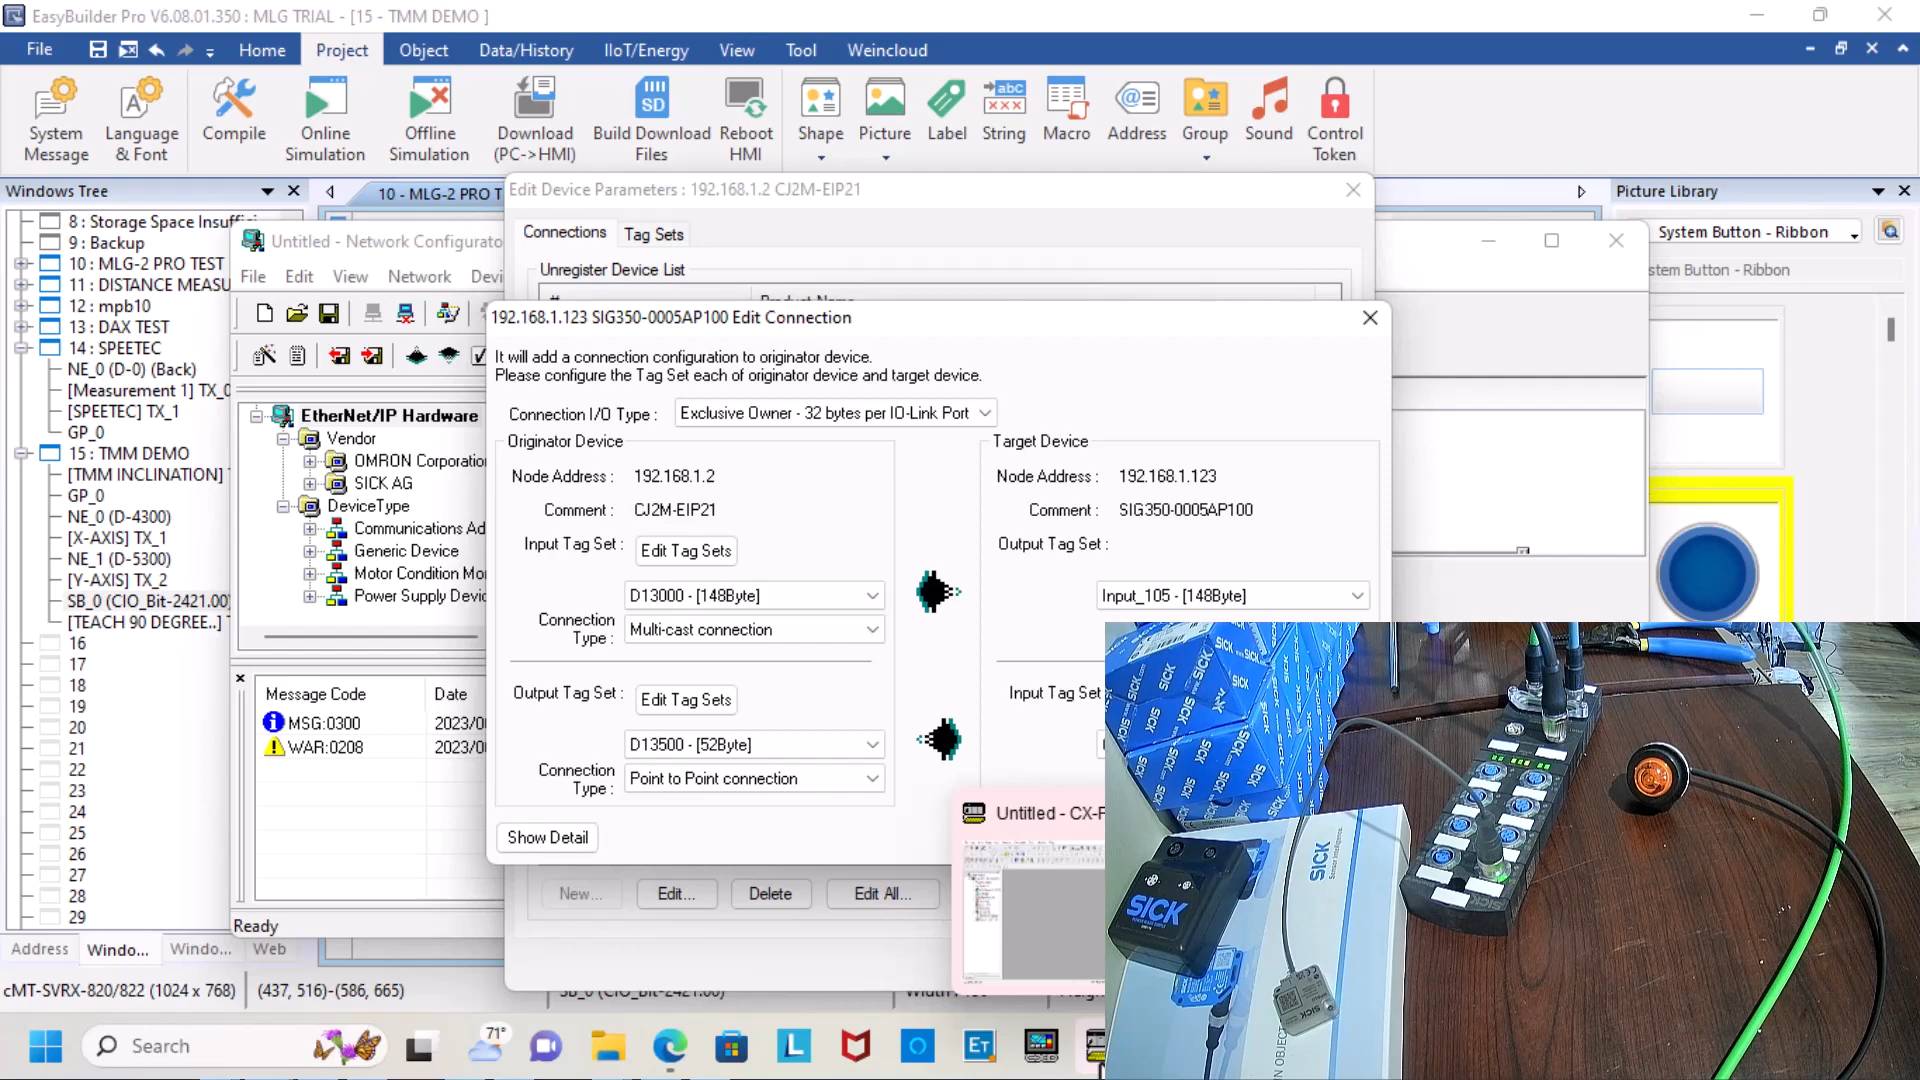 EasyBuilder Pro V6.08.01.350 : MLG TRIAL - [15 - TMM DEMO ]
File Home Project Object Data/History IIoT/Energy View Tool Weincloud
System Message
Language & Font
Compile
Online Simulation
Offline Simulation
Download (PC->HMI)
Build Download Files
Reboot HMI
Shape
Picture
Label
String
Macro
Address
Group
Sound
Control Token
Windows Tree
10 - MLG-2 PRO T
8 : Storage Space Insuffici
9 : Backup
10 : MLG-2 PRO TEST
11 : DISTANCE MEASU
12 : mpb10
13 : DAX TEST
14 : SPEETEC
NE_0 (D-0) (Back)
[Measurement 1] TX_0
[SPEETEC] TX_1
GP_0
15 : TMM DEMO
[TMM INCLINATION]
GP_0
NE_0 (D-4300)
[X-AXIS] TX_1
NE_1 (D-5300)
[Y-AXIS] TX_2
SB_0 (CIO_Bit-2421.00)
[TEACH 90 DEGREE..]
16
17
18
19
20
21
22
23
24
25
26
27
28
29
Address Windo... Windo... Web
cMT-SVRX-820/822 (1024 x 768) (437, 516)-(586, 665)
Untitled - Network Configurato
File Edit View Network Devi
EtherNet/IP Hardware
Vendor
OMRON Corporatio
SICK AG
DeviceType
Communications Ad
Generic Device
Motor Condition Mo
Power Supply Devic
Message Code Date
MSG:0300 2023/0
WAR:0208 2023/0
Ready
Edit Device Parameters : 192.168.1.2 CJ2M-EIP21
Connections Tag Sets
Unregister Device List
# Product Name
192.168.1.123 SIG350-0005AP100 Edit Connection
It will add a connection configuration to originator device.
Please configure the Tag Set each of originator device and target device.
Connection I/O Type : Exclusive Owner - 32 bytes per IO-Link Port
Originator Device
Node Address : 192.168.1.2
Comment : CJ2M-EIP21
Input Tag Set : Edit Tag Sets
D13000 - [148Byte]
Connection Type : Multi-cast connection
Output Tag Set : Edit Tag Sets
D13500 - [52Byte]
Connection Type : Point to Point connection
Target Device
Node Address : 192.168.1.123
Comment : SIG350-0005AP100
Output Tag Set :
Input_105 - [148Byte]
Input Tag Set
Show Detail
New... Edit... Delete Edit All...
Untitled - CX-P
Picture Library
System Button - Ribbon
stem Button - Ribbon
SICK
SICK
SICK
Search
71°
ET